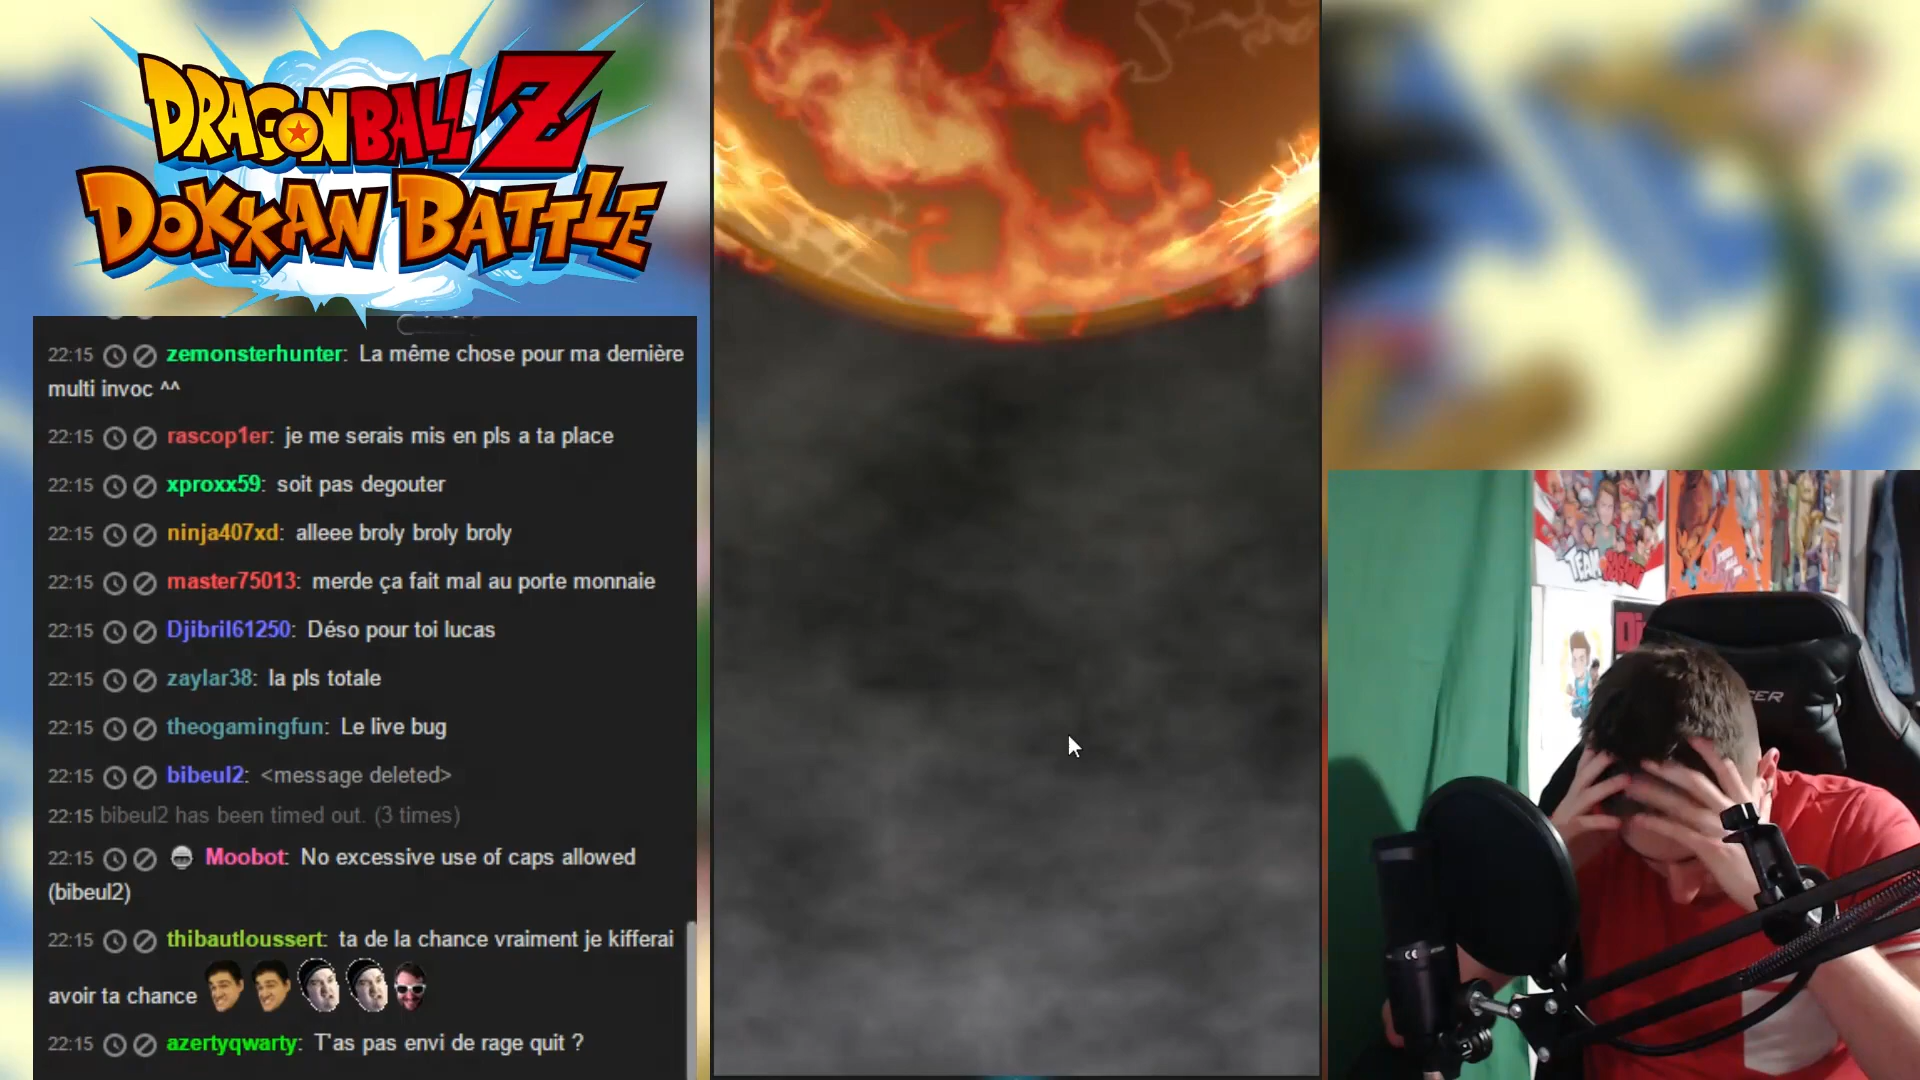 DRAGON BALL Z
DOKKAN BATTLE
22:15 zemonsterhunter: La même chose pour ma dernière
multi invoc ^^
22:15 rascop1er: je me serais mis en pls a ta place
22:15 xproxx59: soit pas degouter
22:15 ninja407xd: alleee broly broly broly
22:15 master75013: merde ça fait mal au porte monnaie
22:15 Djibril61250: Déso pour toi lucas
22:15 zaylar38: la pls totale
22:15 theogamingfun: Le live bug
22:15 bibeul2: <message deleted>
22:15 bibeul2 has been timed out. (3 times)
22:15 Moobot: No excessive use of caps allowed
(bibeul2)
22:15 thibautloussert: ta de la chance vraiment je kifferai
avoir ta chance
22:15 azertyqwarty: T'as pas envi de rage quit ?
TEAM
CE